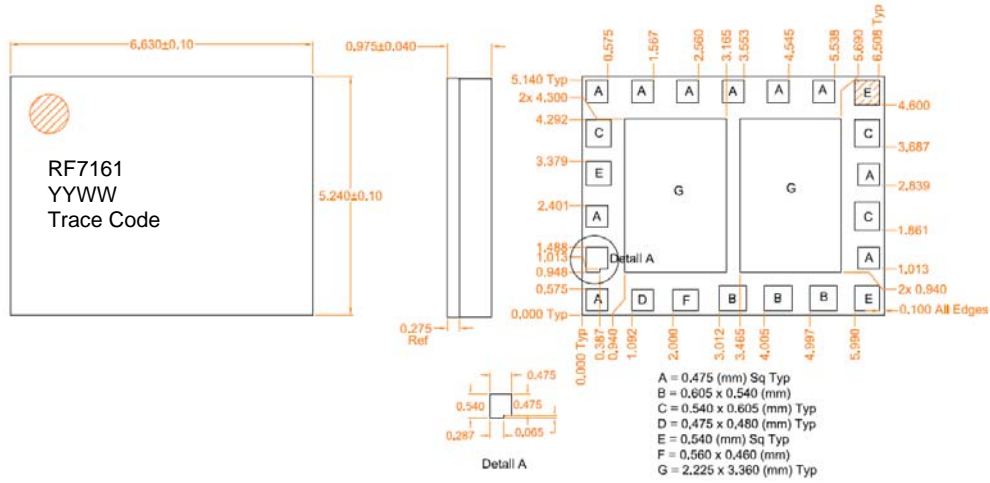 6.630±0.10
0.975±0.040
0.575
1.567
2.560
3.165
3.553
4.545
5.538
5.690
6.508 Typ
5.140 Typ
2x 4.300
4.292
3.379
2.401
1.488
1.013
0.948
0.575
0.000 Typ
A A A A A A E
C
E
A
Detail A
A D F B B B E
G
G
C
A
C
A
4.600
3.687
2.839
1.861
1.013
2x 0.940
0.100 All Edges
RF7161
YYWW
Trace Code
5.240±0.10
0.275
Ref
0.000 Typ
0.387
0.940
1.092
2.000
3.012
3.465
4.005
4.997
5.990
0.475
0.540
0.475
0.287
0.065
Detail A
A = 0.475 (mm) Sq Typ
B = 0.605 x 0.540 (mm)
C = 0.540 x 0.605 (mm) Typ
D = 0.475 x 0.480 (mm) Typ
E = 0.540 (mm) Sq Typ
F = 0.560 x 0.460 (mm)
G = 2.225 x 3.360 (mm) Typ